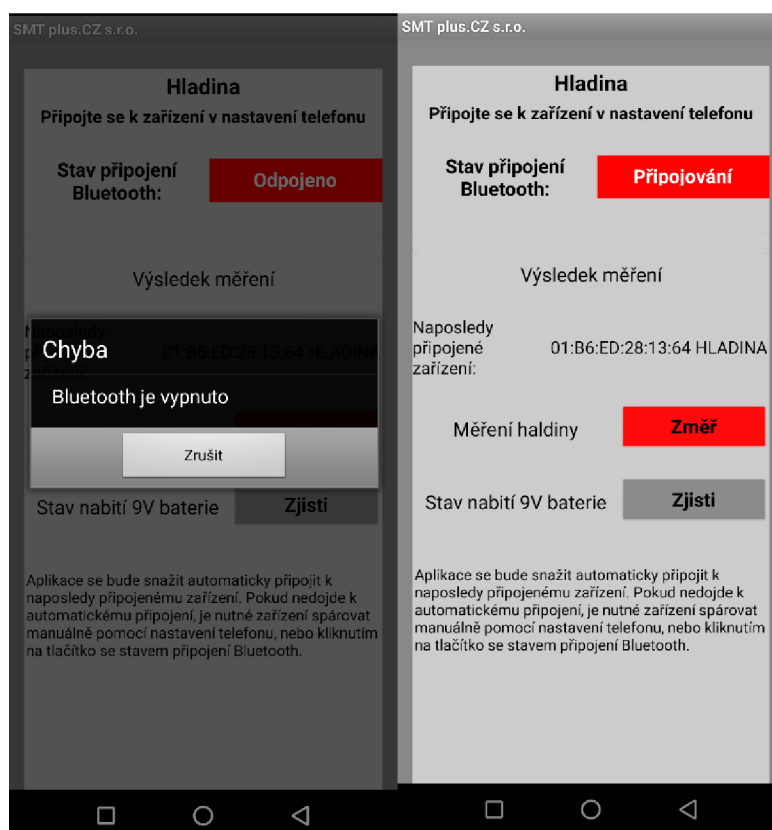 SMT plus.CZ s.r.o.
Hladina
Připojte se k zařízení v nastavení telefonu
Stav připojení
Bluetooth:
Odpojeno
Výsledek měření
Naposledy
01:B6:ED:28:13:64 HLADINA
zařízení:
Chyba
Bluetooth je vypnuto
Zrušit
Stav nabití 9V baterie
Zjisti
Aplikace se bude snažit automaticky připojit k
naposledy připojenému zařízení. Pokud nedojde k
automatickému připojení, je nutné zařízení spárovat
manuálně pomocí nastavení telefonu, nebo kliknutím
na tlačítko se stavem připojení Bluetooth.
SMT plus.CZ s.r.o.
Hladina
Připojte se k zařízení v nastavení telefonu
Stav připojení
Bluetooth:
Připojování
Výsledek měření
Naposledy
připojené
zařízení:
01:B6:ED:28:13:64 HLADINA
Měření haldiny
Změř
Stav nabití 9V baterie
Zjisti
Aplikace se bude snažit automaticky připojit k
naposledy připojenému zařízení. Pokud nedojde k
automatickému připojení, je nutné zařízení spárovat
manuálně pomocí nastavení telefonu, nebo kliknutím
na tlačítko se stavem připojení Bluetooth.